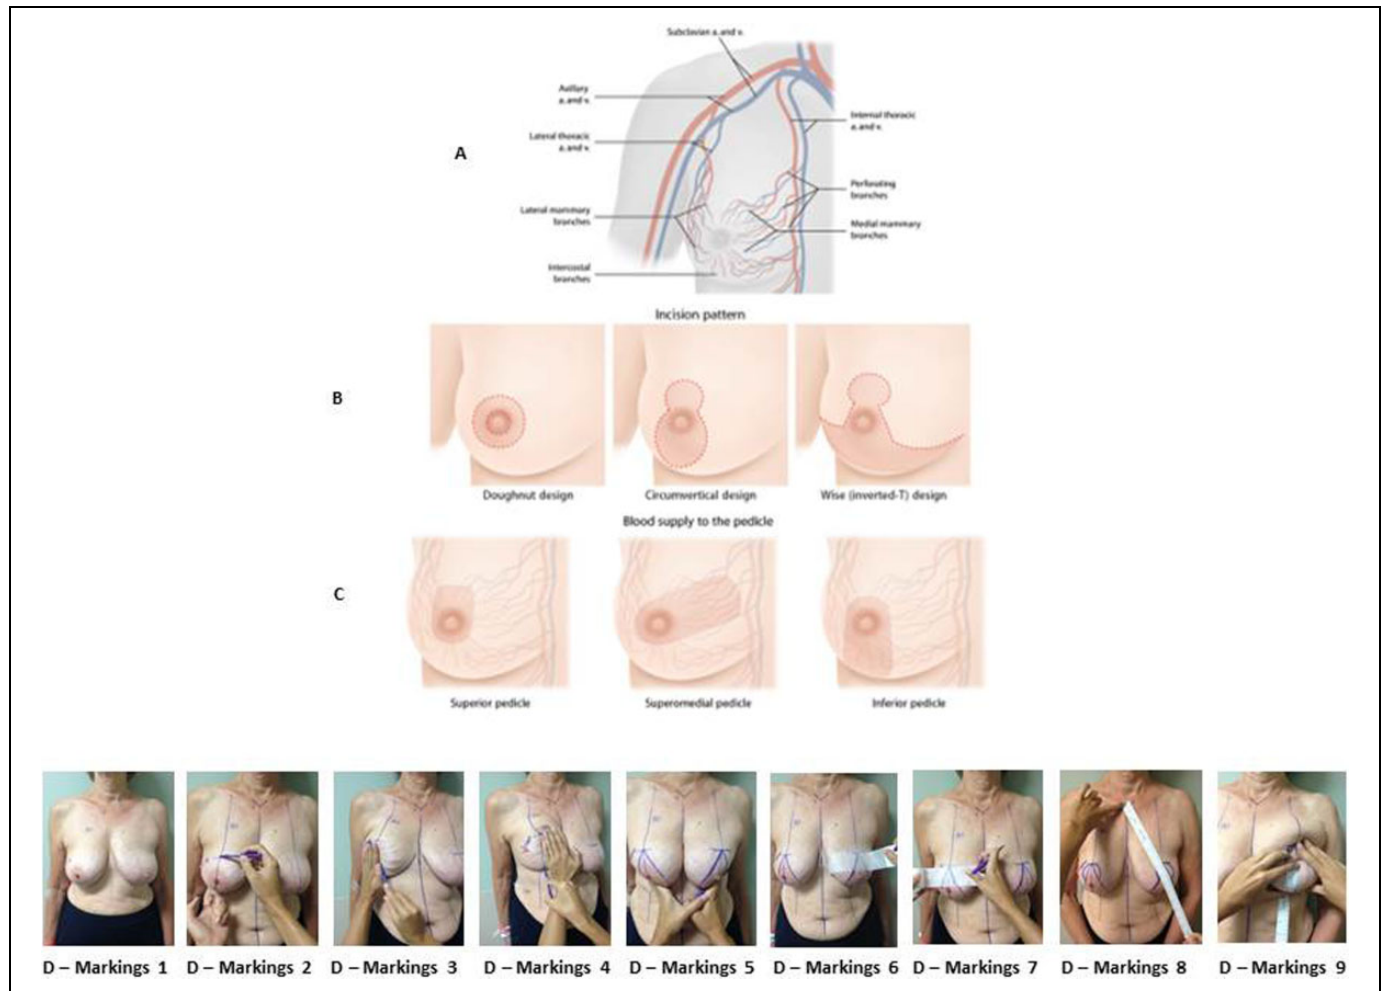 Subclavian a. and v.
Axillary
a. and v.
Lateral thoracic
a. and v.
Internal thoracic
a. and v.
A
Perforating
branches
Lateral mammary
branches
Medial mammary
branches
Intercostal
branches
Incision pattern
B
Doughnut design
Circumvertical design
Wise (inverted-T) design
Blood supply to the pedicle
C
Superior pedicle
Superomedial pedicle
Inferior pedicle
D – Markings 1
D – Markings 2
D – Markings 3
D – Markings 4
D – Markings 5
D – Markings 6
D – Markings 7
D – Markings 8
D – Markings 9